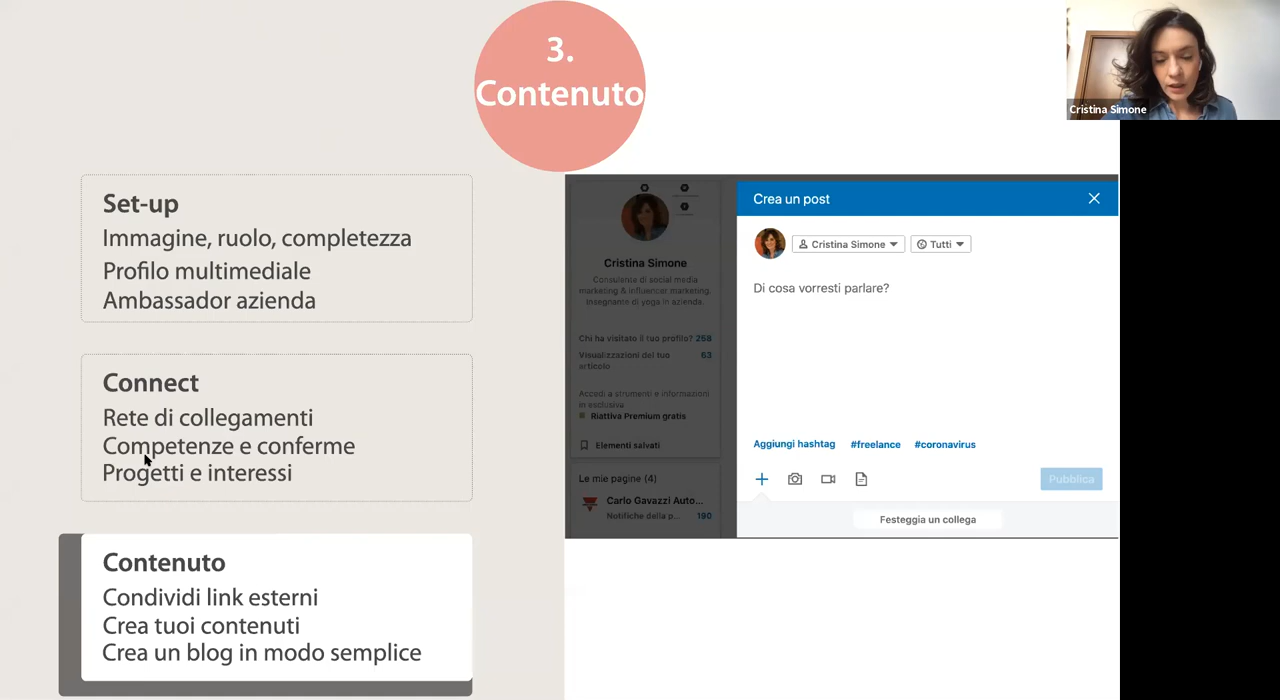 3.
Contenuto
Cristina Simone
Set-up
Immagine, ruolo, completezza
Profilo multimediale
Ambassador azienda
Connect
Rete di collegamenti
Competenze e conferme
Progetti e interessi
Contenuto
Condividi link esterni
Crea tuoi contenuti
Crea un blog in modo semplice
Cristina Simone
Consulente di social media
marketing & influencer marketing.
Insegnante di yoga in azienda.
Chi ha visitato il tuo profilo? 268
Visualizzazioni del tuo 63
articolo
Accedi a strumenti e informazioni
in esclusiva
Riattiva Premium gratis
Elementi salvati
Le mie pagine (4)
Carlo Gavazzi Auto...
Notifiche della p... 190
Crea un post
Cristina Simone
Tutti
Di cosa vorresti parlare?
Aggiungi hashtag #freelance #coronavirus
Pubblica
Festeggia un collega